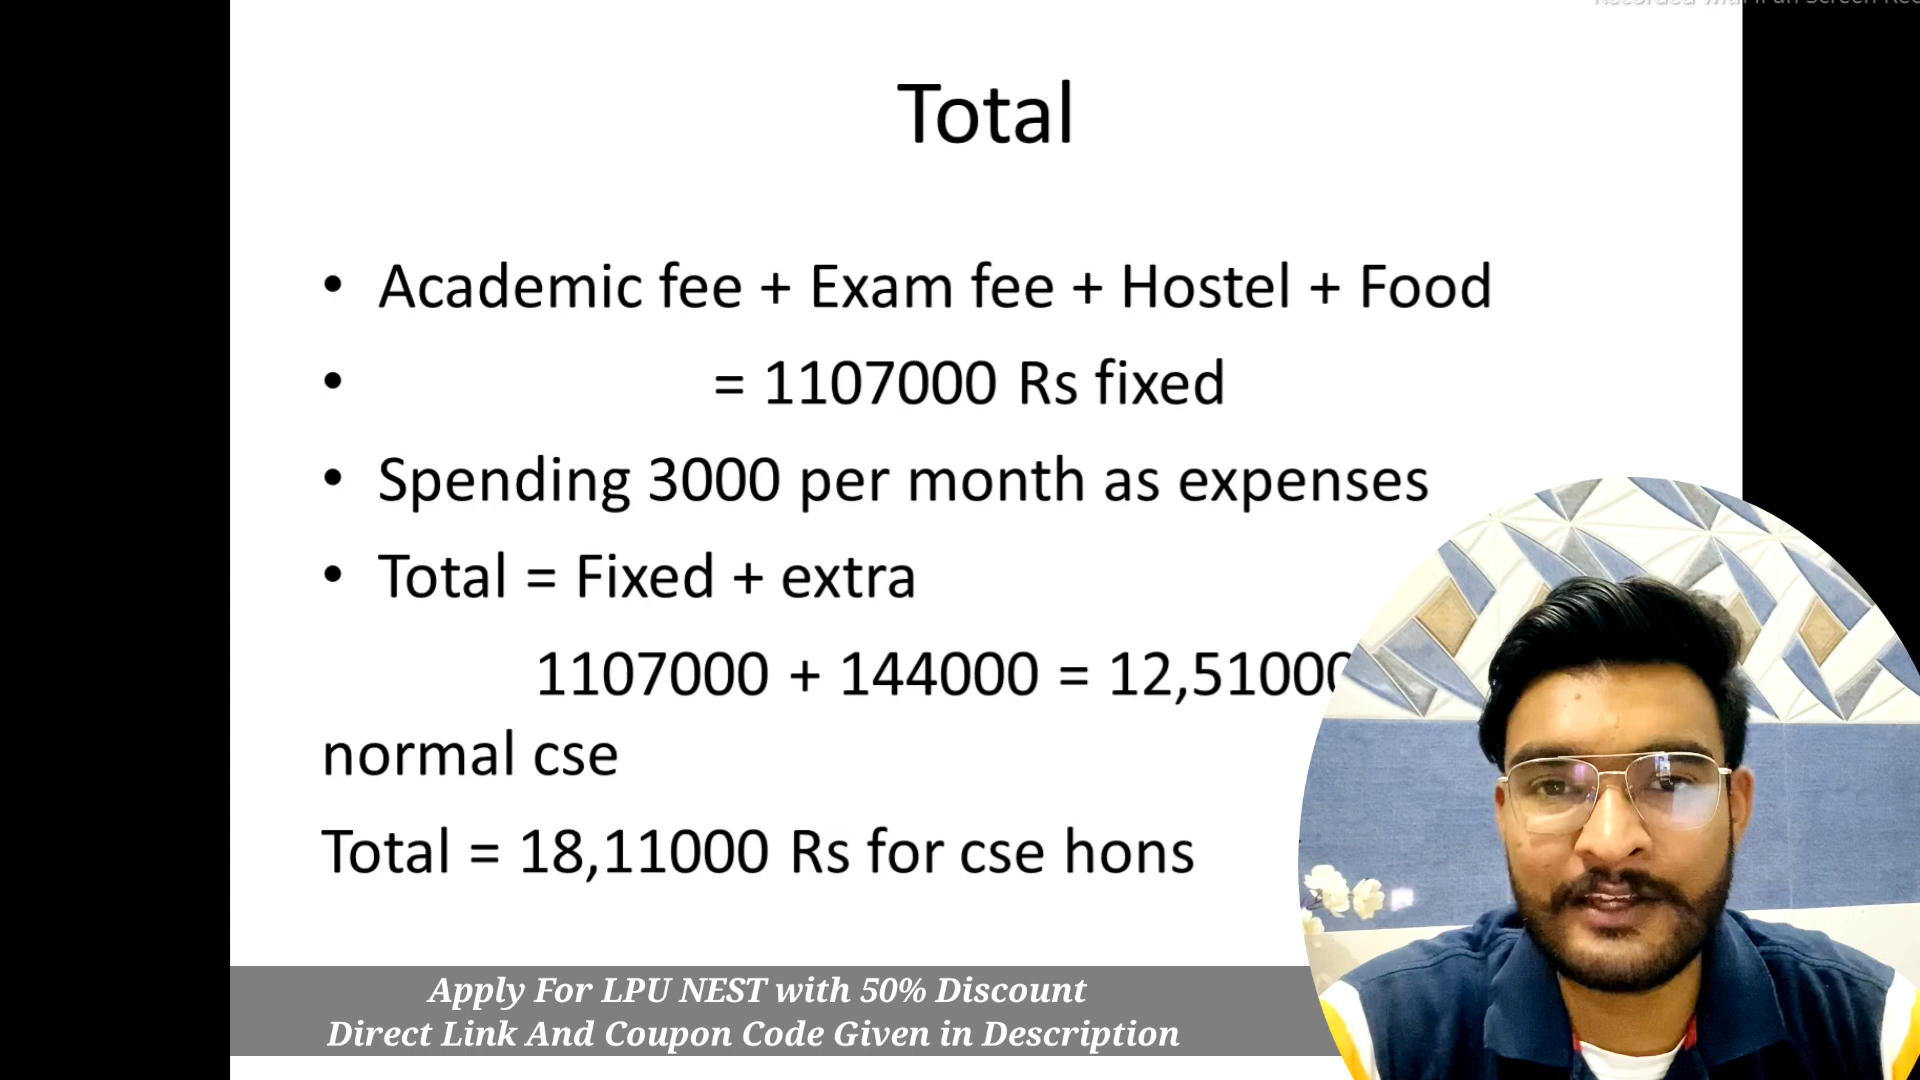 Total
• Academic fee + Exam fee + Hostel + Food
• = 1107000 Rs fixed
• Spending 3000 per month as expenses
• Total = Fixed + extra
1107000 + 144000 =
normal cse
Total = 18,11000 Rs for cse hons
Apply For LPU NEST with 50% Discount
Direct Link And Coupon Code Given in Description